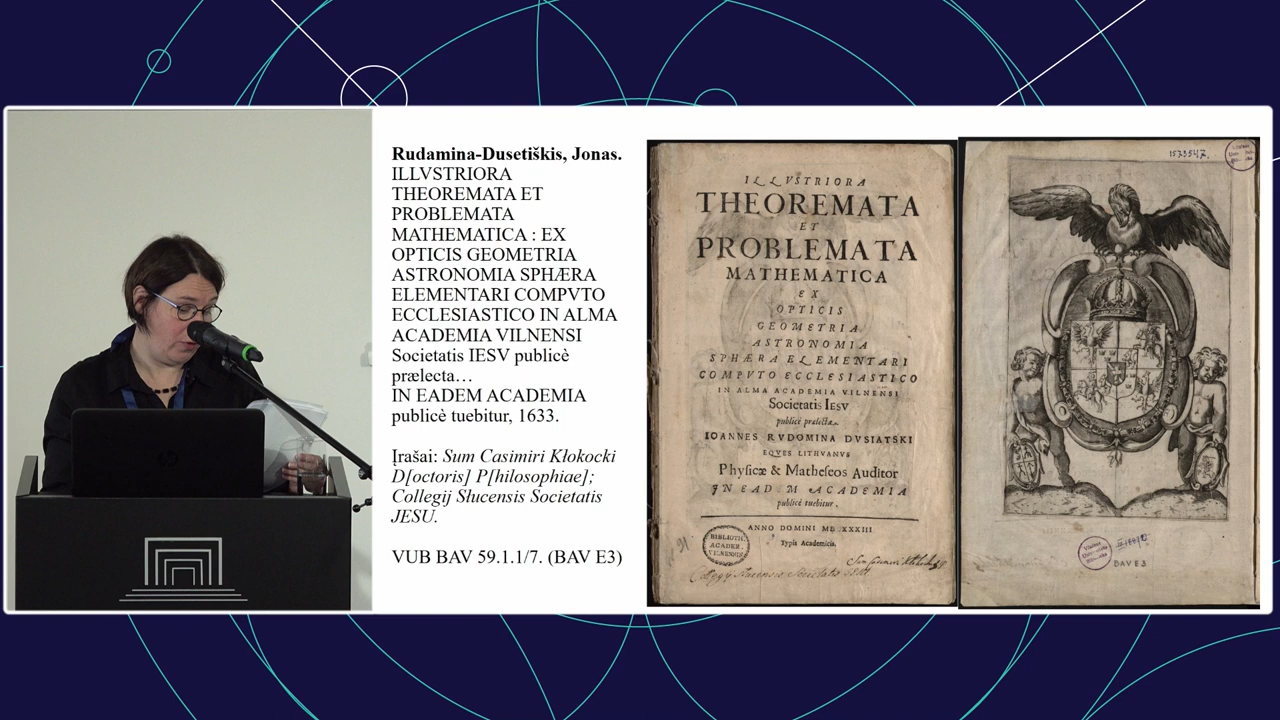 Rudamina-Dusetiškis, Jonas.
ILLVSTRIORA
THEOREMATA ET
PROBLEMATA
MATHEMATICA : EX
OPTICIS GEOMETRIA
ASTRONOMIA SPHÆRA
ELEMENTARI COMPVTO
ECCLESIASTICO IN ALMA
ACADEMIA VILNENSI
Societatis IESV publicè
prælecta…
IN EADEM ACADEMIA
publicè tuebitur, 1633.
Įrašai: Sum Casimiri Kłokocki
D[octoris] P[hilosophiae];
Collegij Słucensis Societatis
JESU.
VUB BAV 59.1.1/7. (BAV E3)
ILLVSTRIORA
THEOREMATA
ET
PROBLEMATA
MATHEMATICA
EX
OPTICIS
GEOMETRIA
ASTRONOMIA
SPHÆRA ELEMENTARI
COMPVTO ECCLESIASTICO
IN ALMA ACADEMIA VILNENSI
Societatis IESV
publicè prælecta
IOANNES RVDOMINA DVSIATSKI
EQVES LITHVANVS
Physicæ & Matheseos Auditor
IN EADEM ACADEMIA
publicè tuebitur.
ANNO DOMINI MD XXXIII
Typis Academicis.
BIBLIOTH.
ACADEM.
VILNENSIS
1573547.
BAV E3